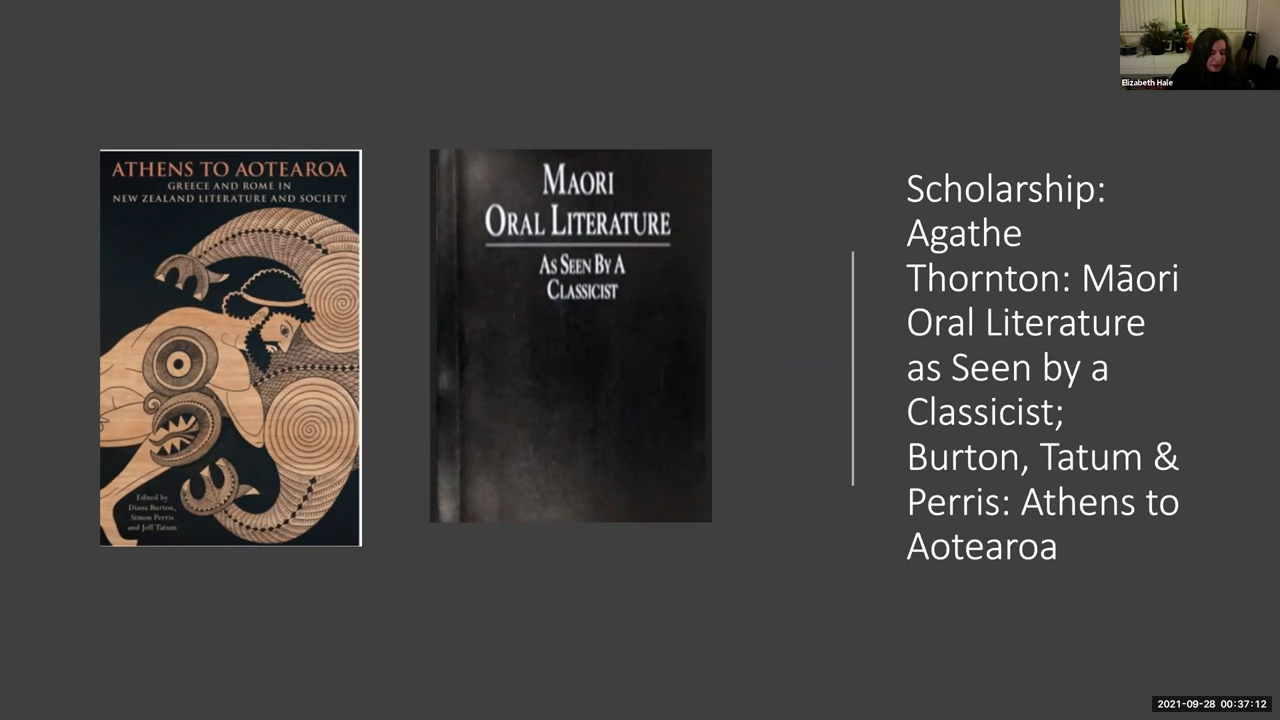 Elizabeth Hale
ATHENS TO AOTEAROA
GREECE AND ROME IN
NEW ZEALAND LITERATURE AND SOCIETY
Edited by
Diana Burton,
Simon Perris
and Jeff Tatum
MAORI
ORAL LITERATURE
AS SEEN BY A
CLASSICIST
Scholarship:
Agathe
Thornton: Māori
Oral Literature
as Seen by a
Classicist;
Burton, Tatum &
Perris: Athens to
Aotearoa
2021-09-28 00:37:12